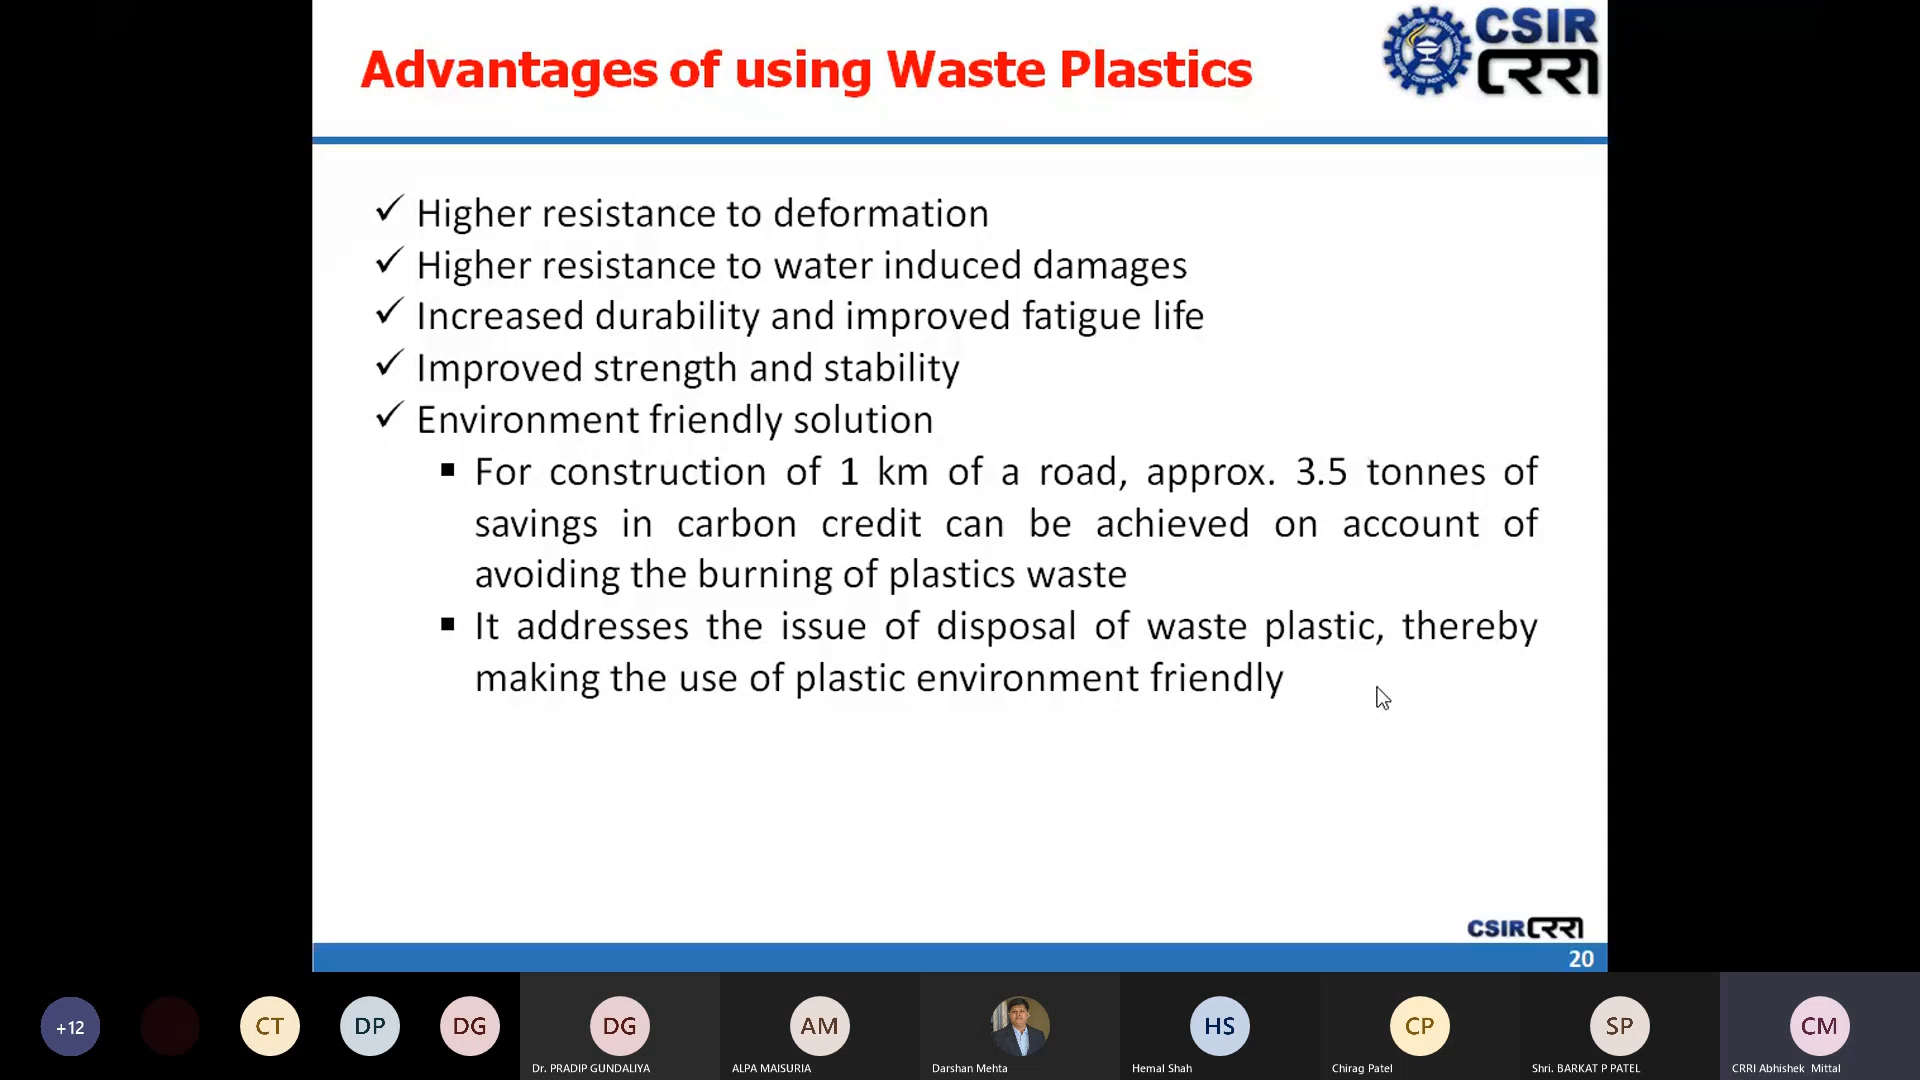 CSIR
CRRI
Advantages of using Waste Plastics
✓ Higher resistance to deformation
✓ Higher resistance to water induced damages
✓ Increased durability and improved fatigue life
✓ Improved strength and stability
✓ Environment friendly solution
▪ For construction of 1 km of a road, approx. 3.5 tonnes of
savings in carbon credit can be achieved on account of
avoiding the burning of plastics waste
▪ It addresses the issue of disposal of waste plastic, thereby
making the use of plastic environment friendly
CSIR CRRI
20
+12
CT
DP
DG
DG
AM
HS
CP
SP
CM
Dr. PRADIP GUNDALIYA
ALPA MAISURIA
Darshan Mehta
Hemal Shah
Chirag Patel
Shri. BARKAT P PATEL
CRRI Abhishek Mittal